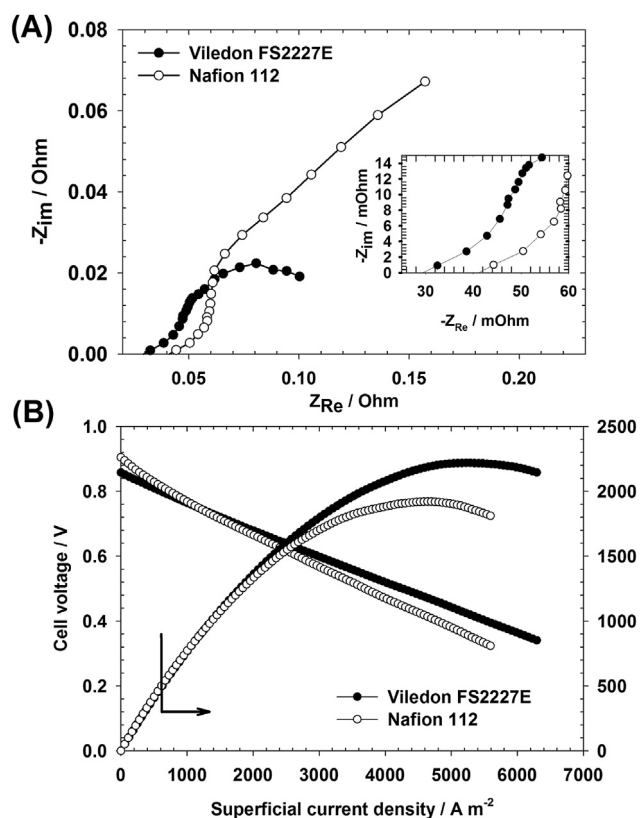 (A)
0.08
0.06
0.04
0.02
0.00
-Zim / Ohm
Viledon FS2227E
Nafion 112
14
12
10
8
6
4
2
0
-Zim / mOhm
30 40 50 60
-ZRe / mOhm
0.05 0.10 0.15 0.20
ZRe / Ohm
(B)
1.0
0.8
0.6
0.4
0.2
0.0
Cell voltage / V
2500
2000
1500
1000
500
0
Viledon FS2227E
Nafion 112
0 1000 2000 3000 4000 5000 6000 7000
Superficial current density / A m-2